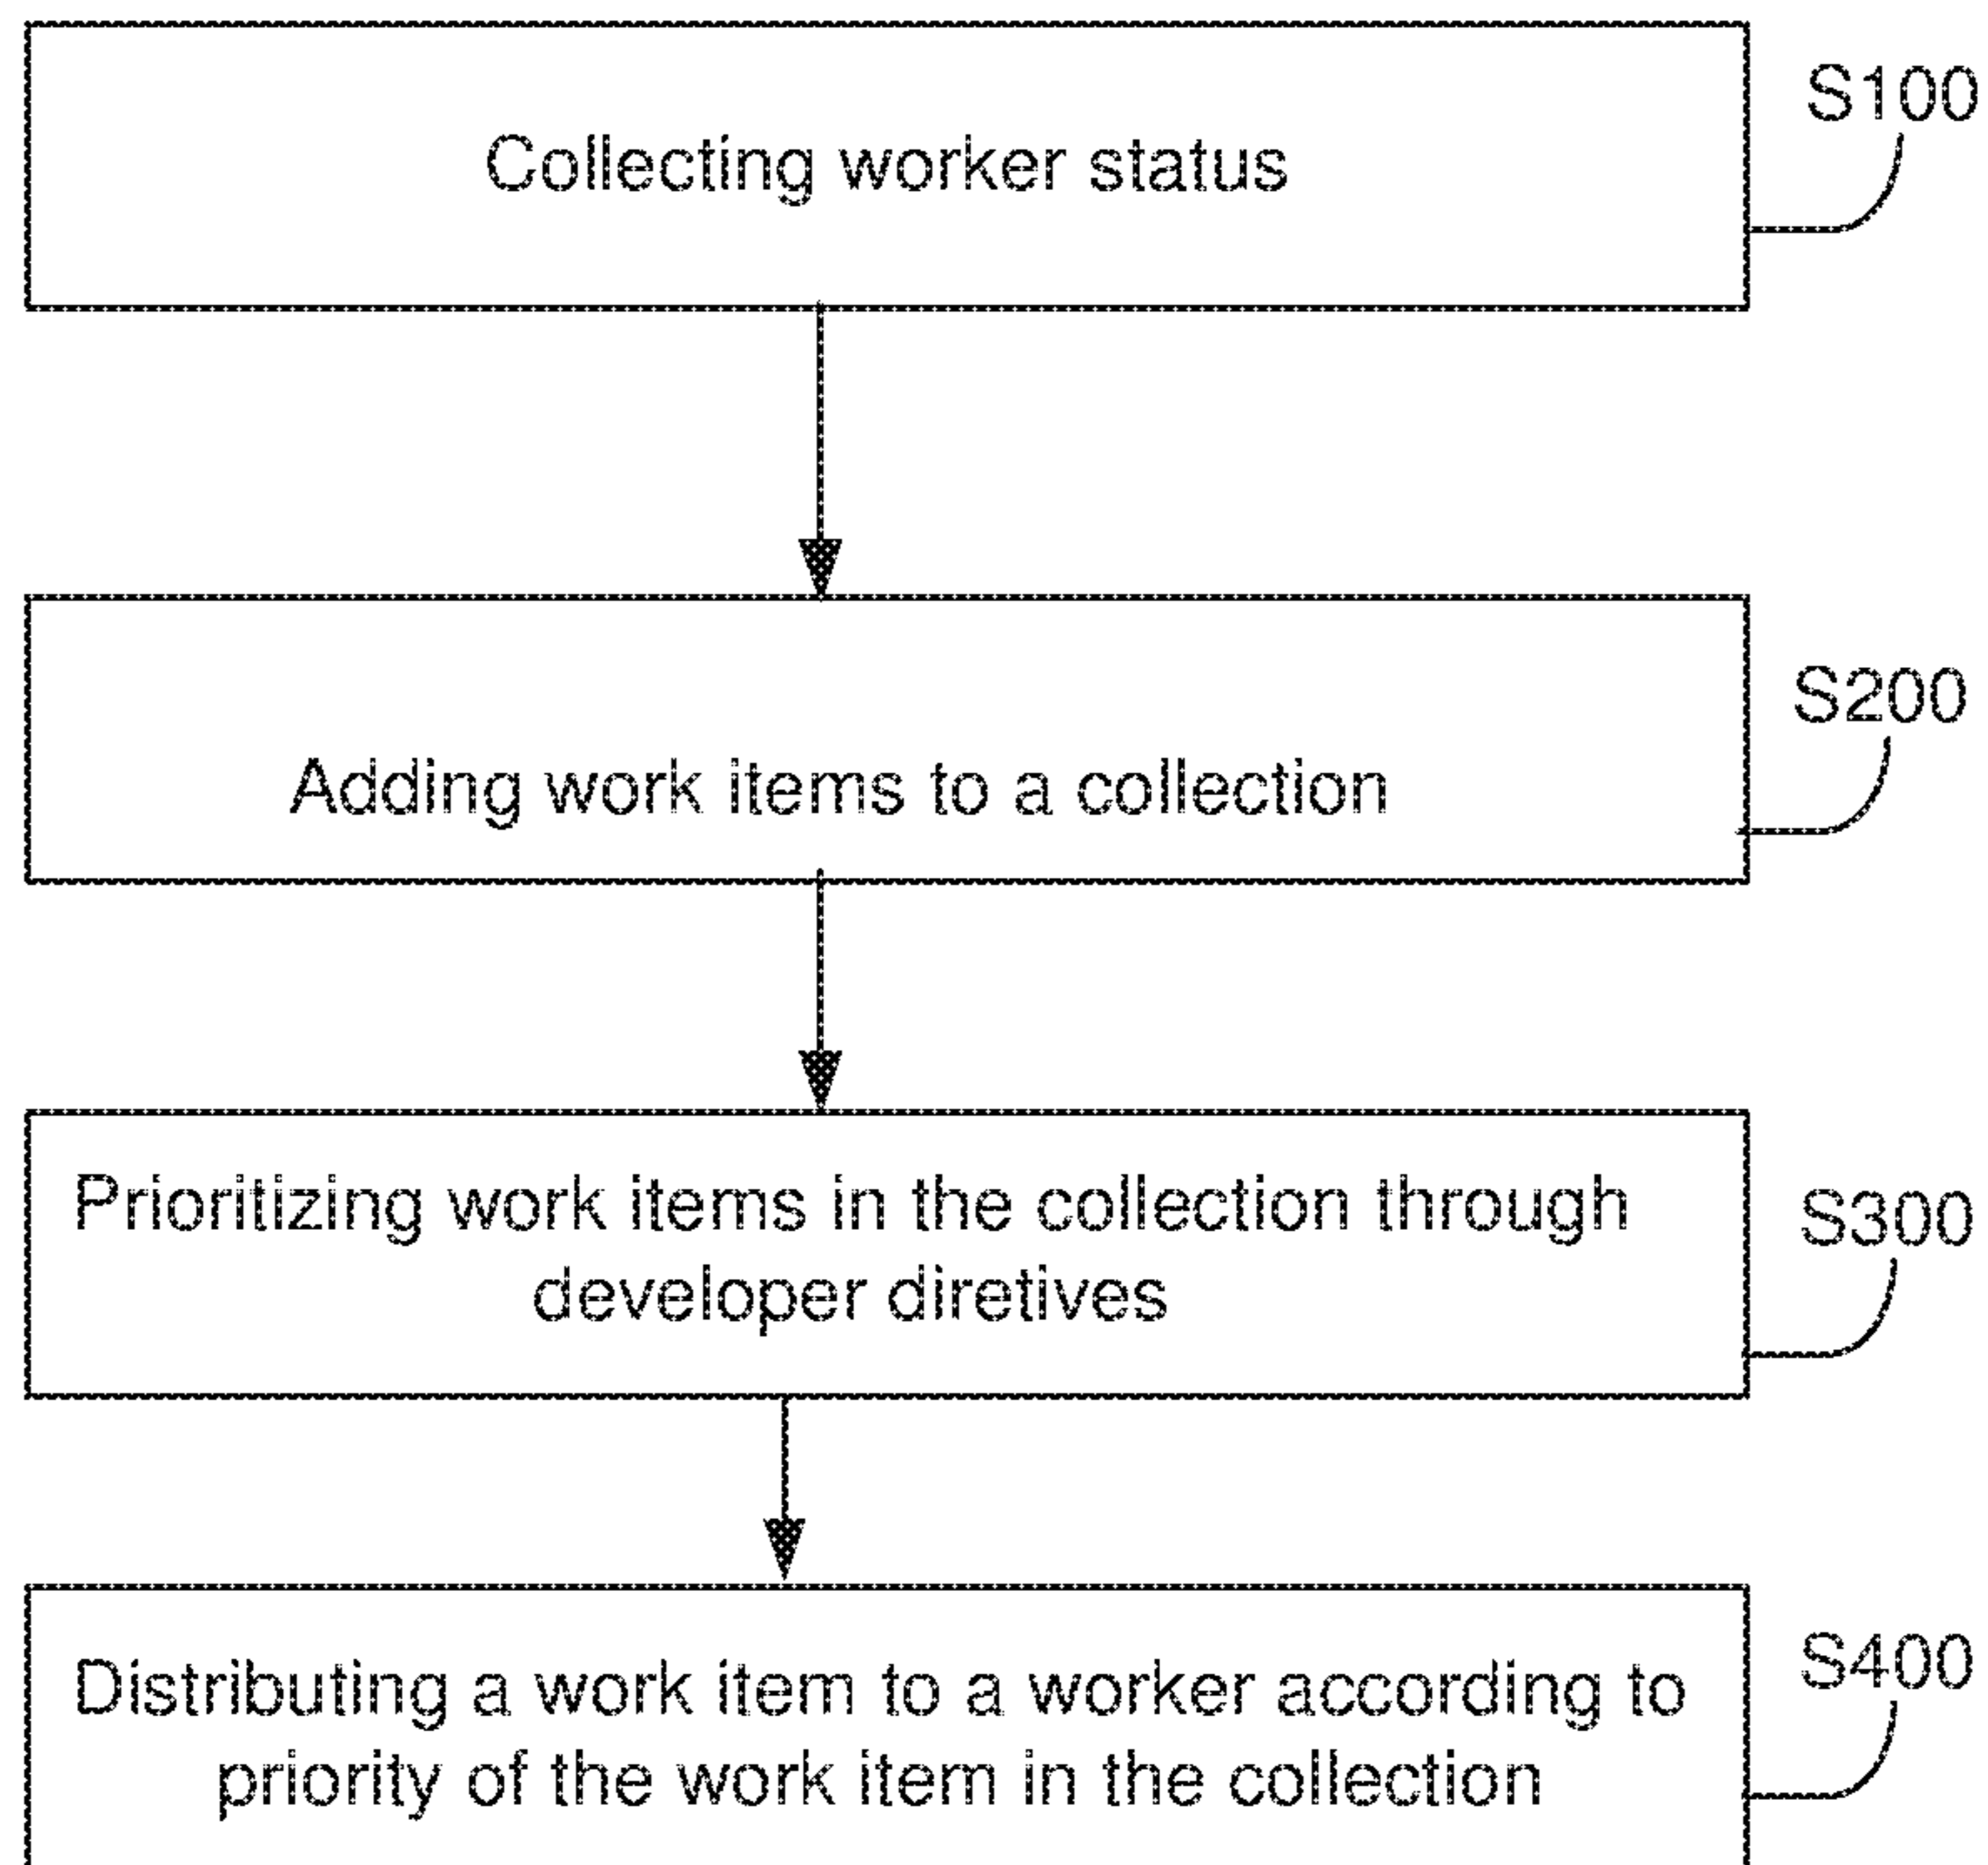 Collecting worker status
S100
Adding work items to a collection
S200
Prioritizing work items in the collection through
developer diretives
S300
Distributing a work item to a worker according to
priority of the work item in the collection
S400